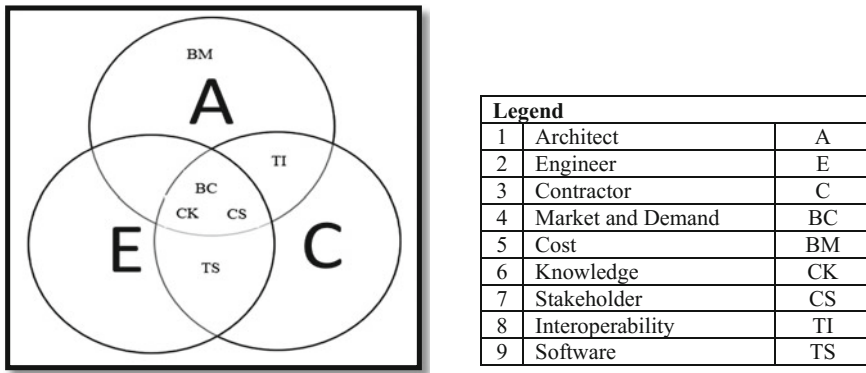 BM
A
TI
BC
CK CS
E C
TS
Legend
1 Architect A
2 Engineer E
3 Contractor C
4 Market and Demand BC
5 Cost BM
6 Knowledge CK
7 Stakeholder CS
8 Interoperability TI
9 Software TS